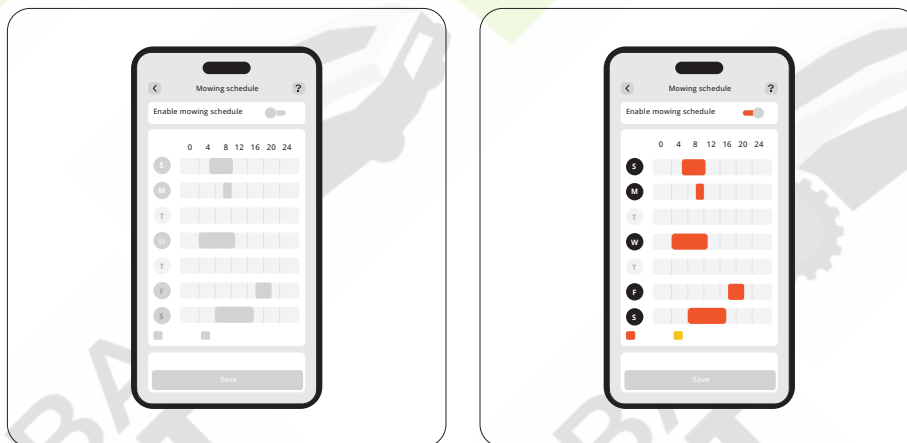 Mowing schedule ?
Enable mowing schedule
0 4 8 12 16 20 24
S
M
T
W
T
F
S
Save
Mowing schedule ?
Enable mowing schedule
0 4 8 12 16 20 24
S
M
T
W
T
F
S
Save